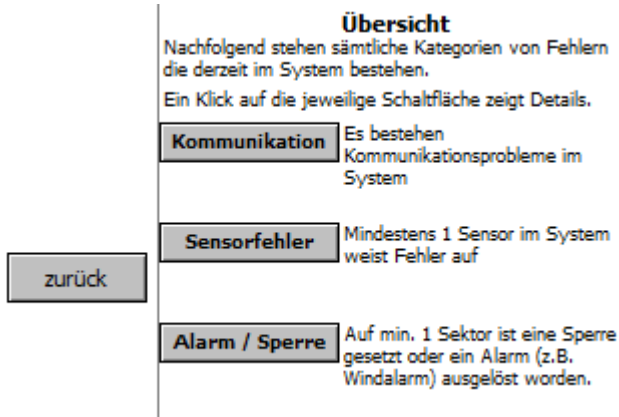 Übersicht
Nachfolgend stehen sämtliche Kategorien von Fehlern
die derzeit im System bestehen.
Ein Klick auf die jeweilige Schaltfläche zeigt Details.
Kommunikation
Es bestehen
Kommunikationsprobleme im
System
Sensorfehler
Mindestens 1 Sensor im System
weist Fehler auf
zurück
Alarm / Sperre
Auf min. 1 Sektor ist eine Sperre
gesetzt oder ein Alarm (z.B.
Windalarm) ausgelöst worden.